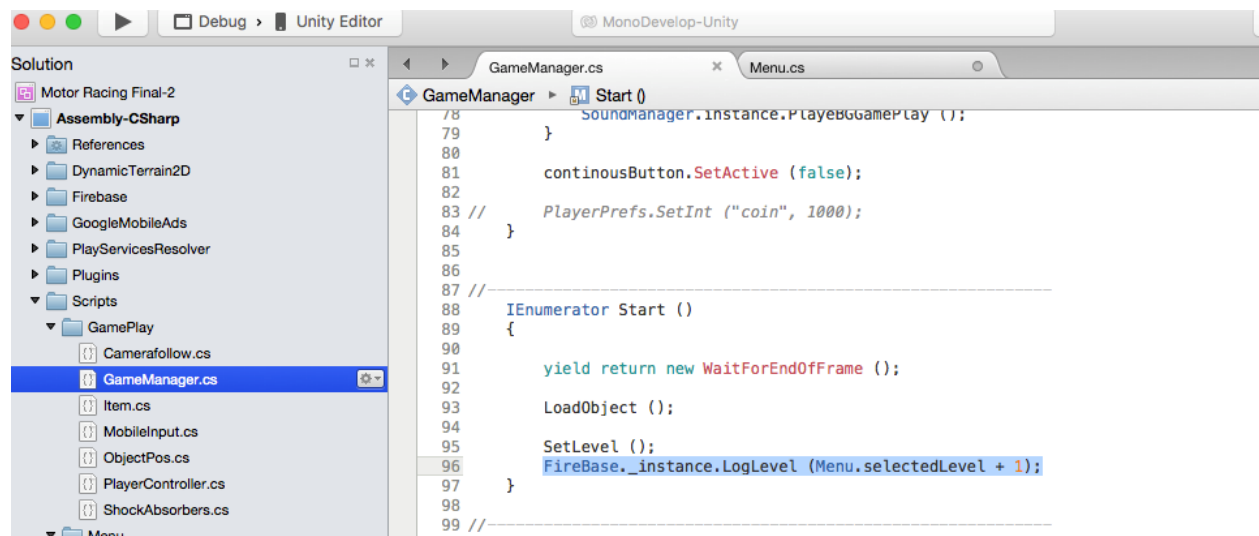 Debug › Unity Editor
MonoDevelop-Unity
Solution
Motor Racing Final-2
Assembly-CSharp
References
DynamicTerrain2D
Firebase
GoogleMobileAds
PlayServicesResolver
Plugins
Scripts
GamePlay
Camerafollow.cs
GameManager.cs
Item.cs
MobileInput.cs
ObjectPos.cs
PlayerController.cs
ShockAbsorbers.cs
Menu
GameManager.cs × Menu.cs
GameManager ▸ Start ()
78 SoundManager.instance.PlayeBGGamePlay ();
79 }
80
81 continousButton.SetActive (false);
82
83 // PlayerPrefs.SetInt ("coin", 1000);
84 }
85
86
87 //------------------------------------------------------------
88 IEnumerator Start ()
89 {
90
91 yield return new WaitForEndOfFrame ();
92
93 LoadObject ();
94
95 SetLevel ();
96 FireBase._instance.LogLevel (Menu.selectedLevel + 1);
97 }
98
99 //------------------------------------------------------------